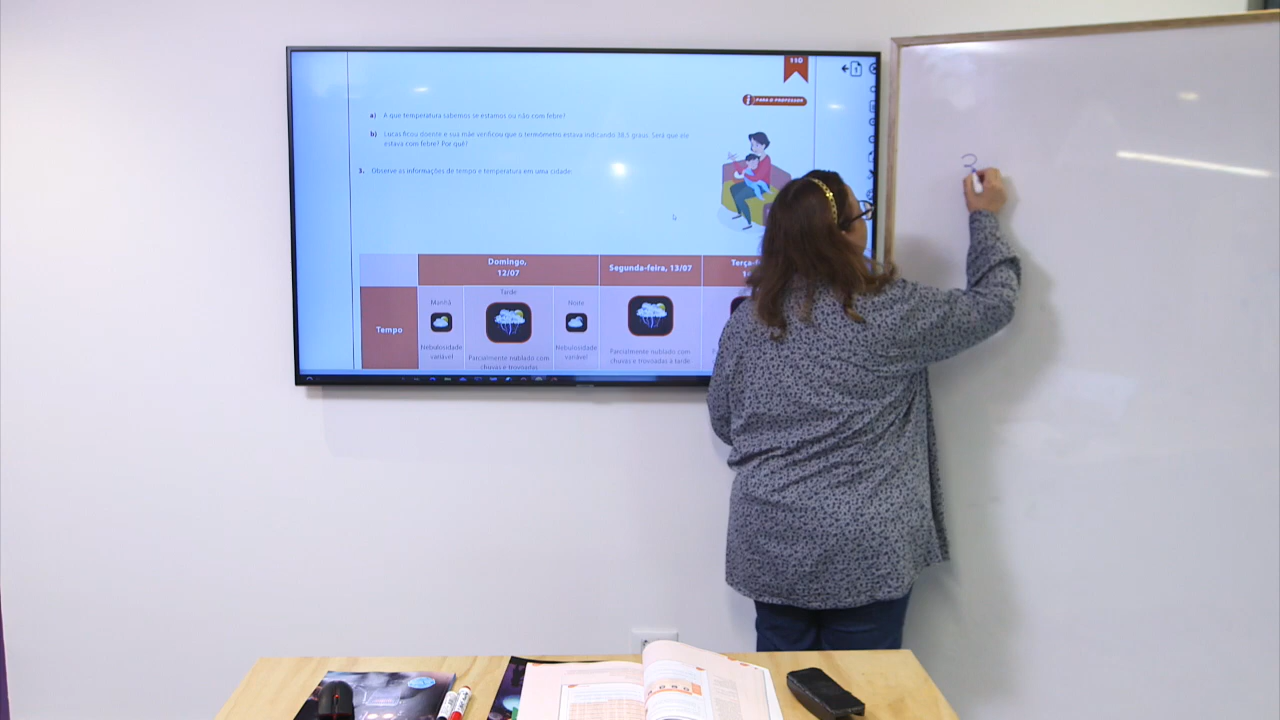 110
PARA O PROFESSOR
a) A que temperatura sabemos se estamos ou não com febre?
b) Lucas ficou doente e sua mãe verificou que o termômetro estava indicando 38,5 graus. Será que ele
estava com febre? Por quê?
3. Observe as informações de tempo e temperatura em uma cidade.
Domingo,
12/07
Segunda-feira, 13/07
Tempo
Manhã
Tarde
Noite
Nebulosidade
variável
Parcialmente nublado com
chuvas e trovoadas
Nebulosidade
variável
Parcialmente nublado com
chuvas e trovoadas à tarde